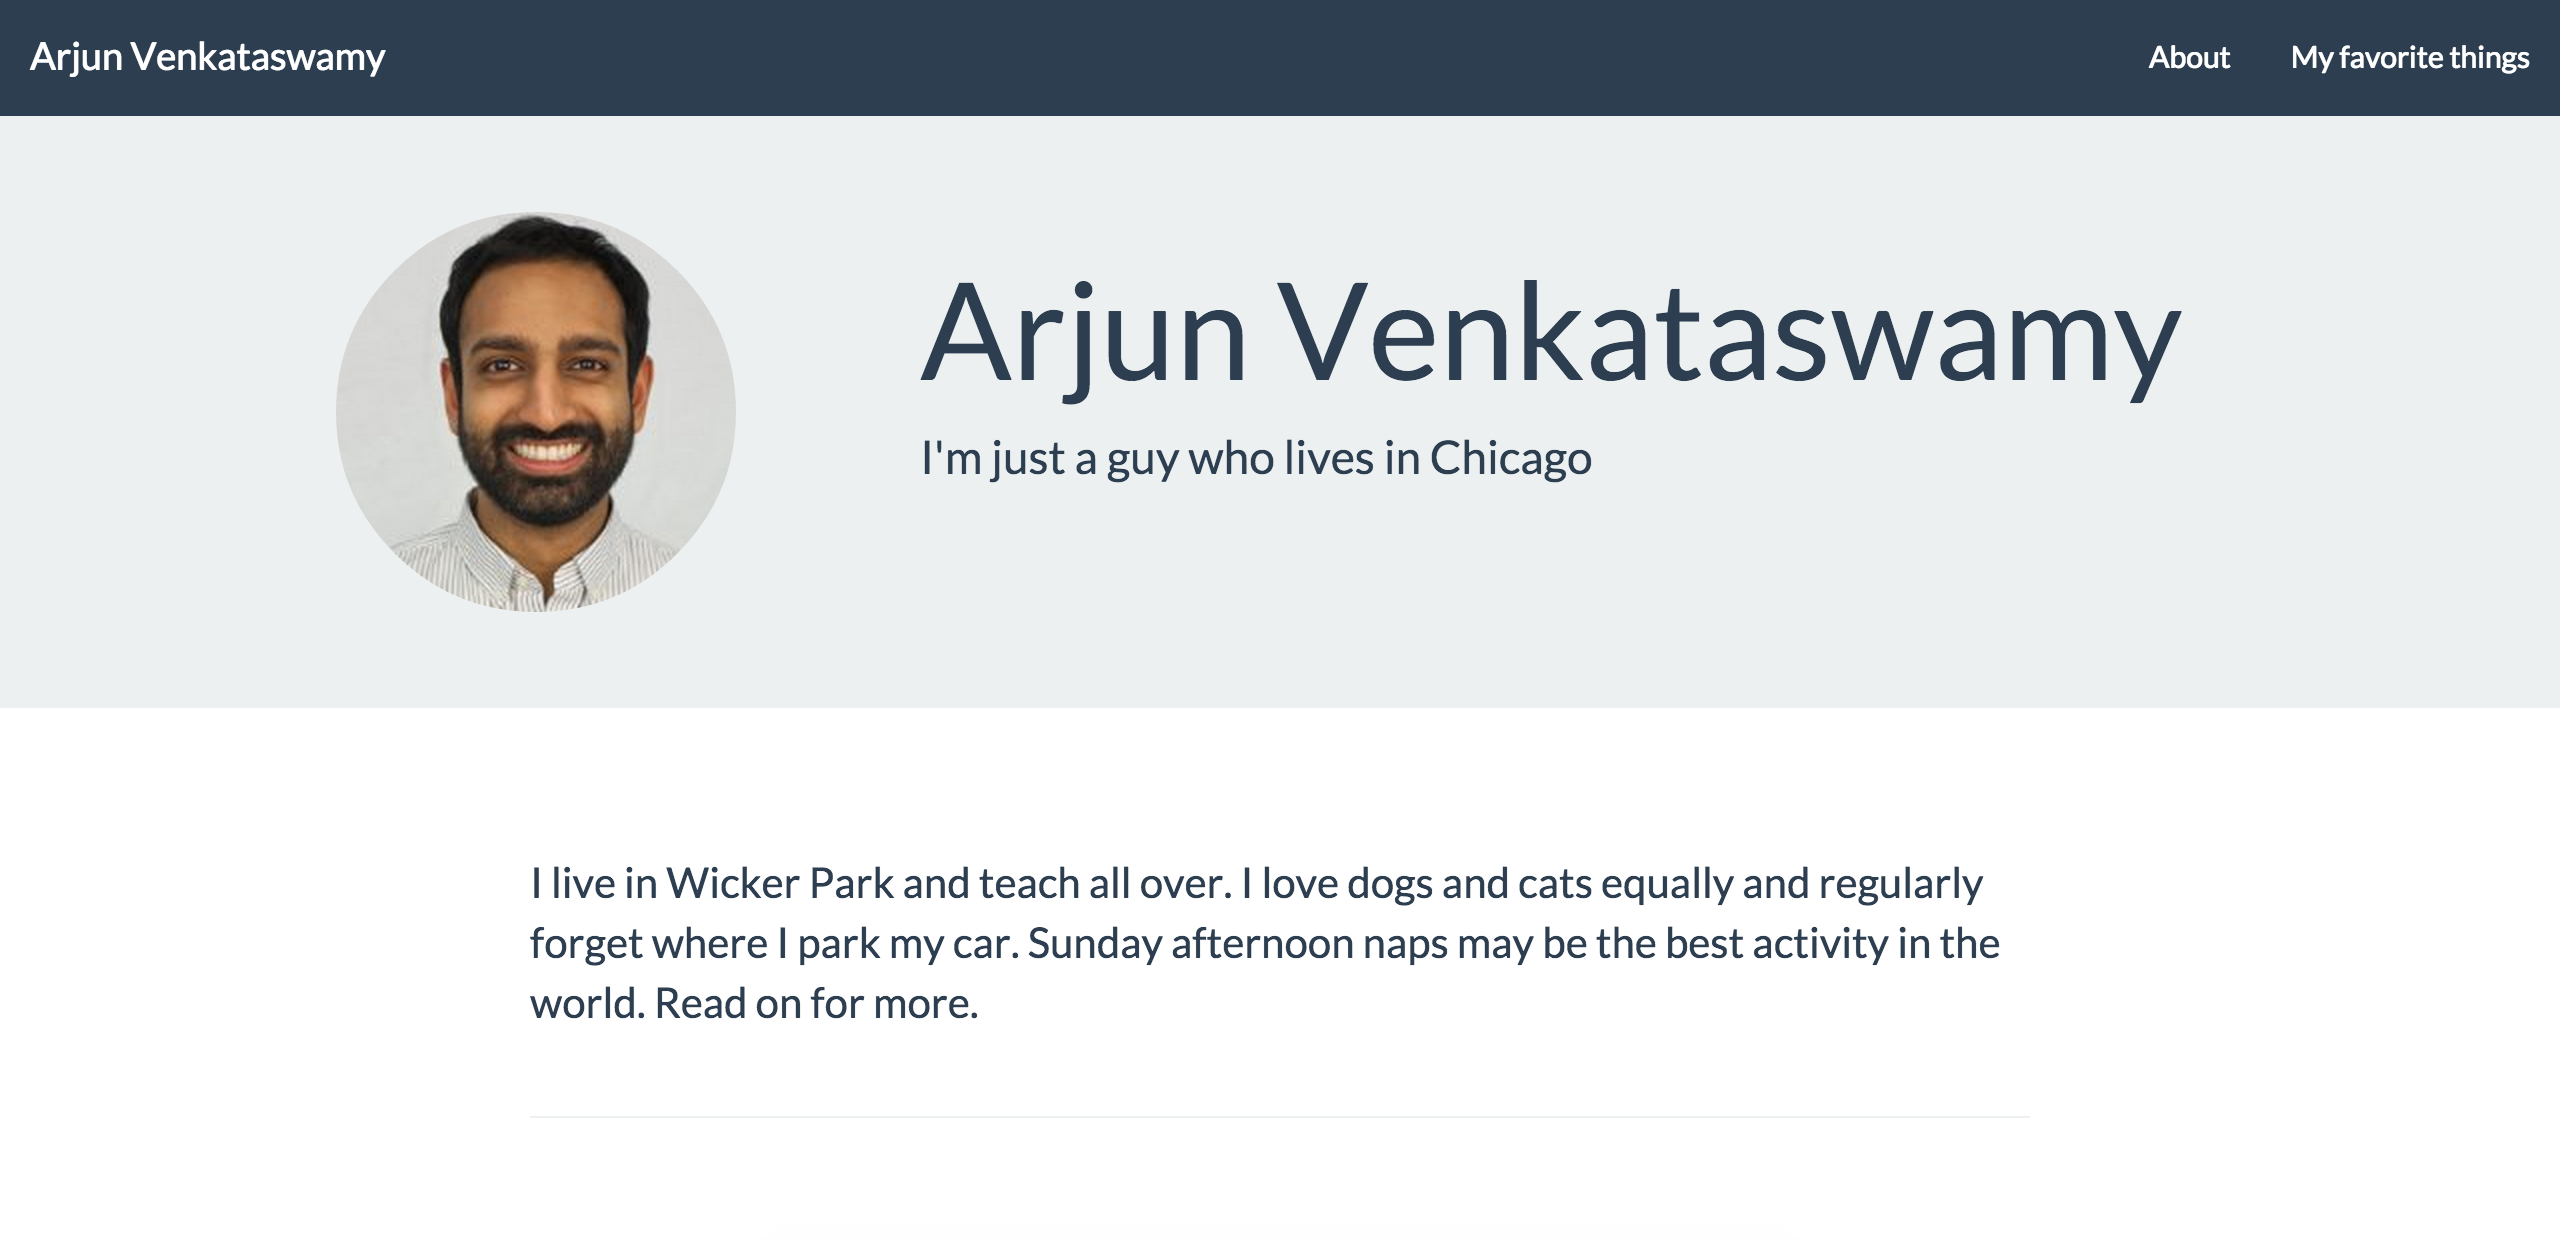 Arjun Venkataswamy
About
My favorite things
Arjun Venkataswamy
I'm just a guy who lives in Chicago
I live in Wicker Park and teach all over. I love dogs and cats equally and regularly
forget where I park my car. Sunday afternoon naps may be the best activity in the
world. Read on for more.